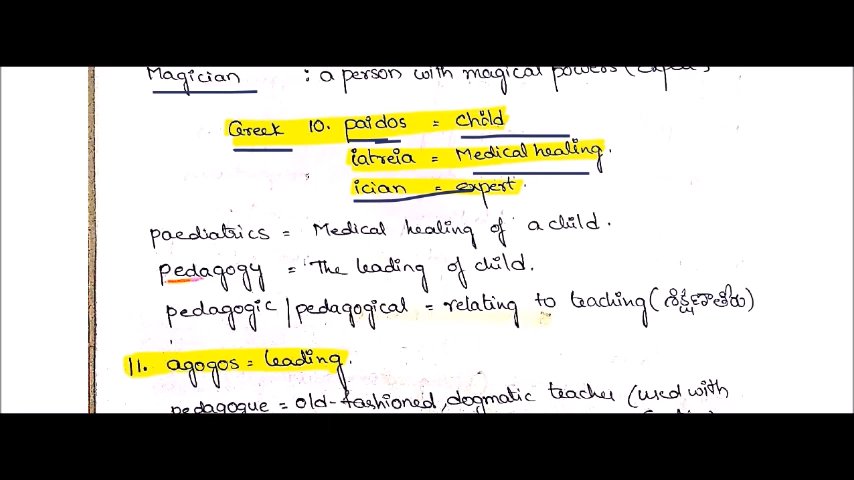 Magician : a person with magical powers (Expert)
Greek 10. paidos = child
iatreia = Medical healing.
ician = expert.
paediatrics = Medical healing of a child.
pedagogy = The leading of child.
pedagogic | pedagogical = relating to teaching (
11. agogos = leading.
pedagogue = old-fashioned, dogmatic teacher (used with